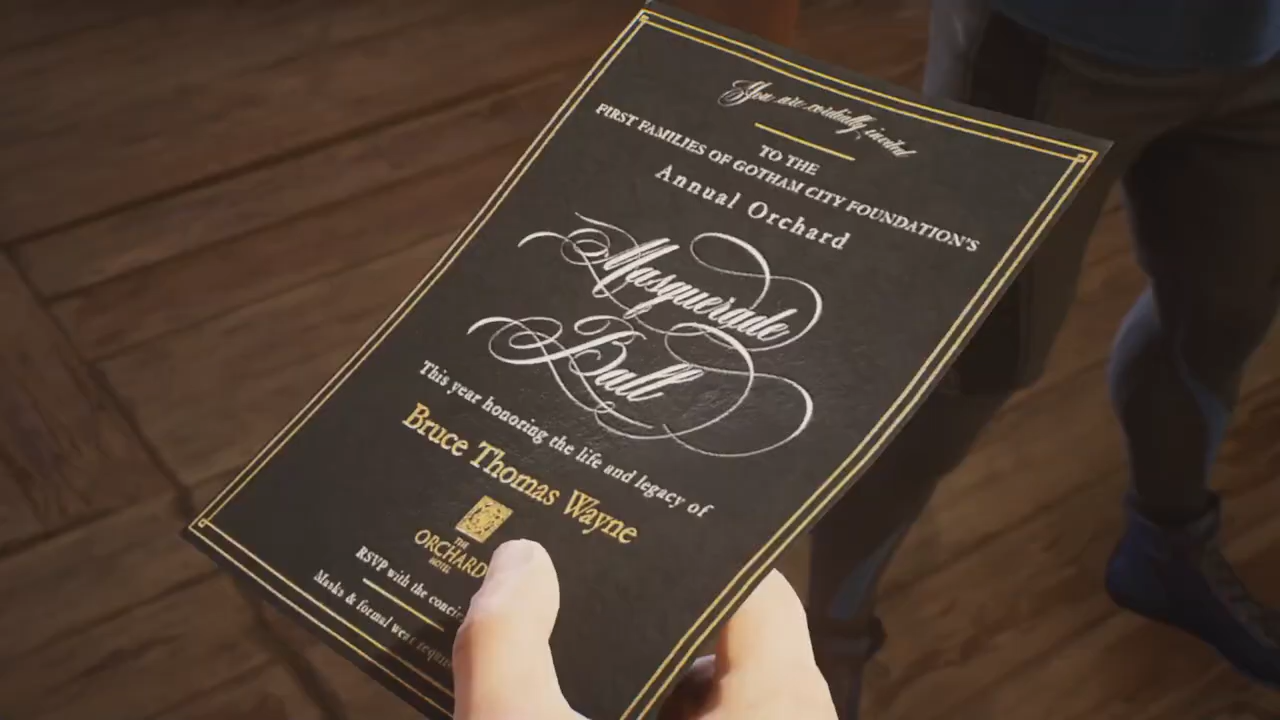 You are cordially invited
TO THE
FIRST FAMILIES OF GOTHAM CITY FOUNDATION'S
Annual Orchard
Masquerade
Ball
This year honoring the life and legacy of
Bruce Thomas Wayne
THE
ORCHARD
HOTEL
RSVP with the
Masks & formal wear